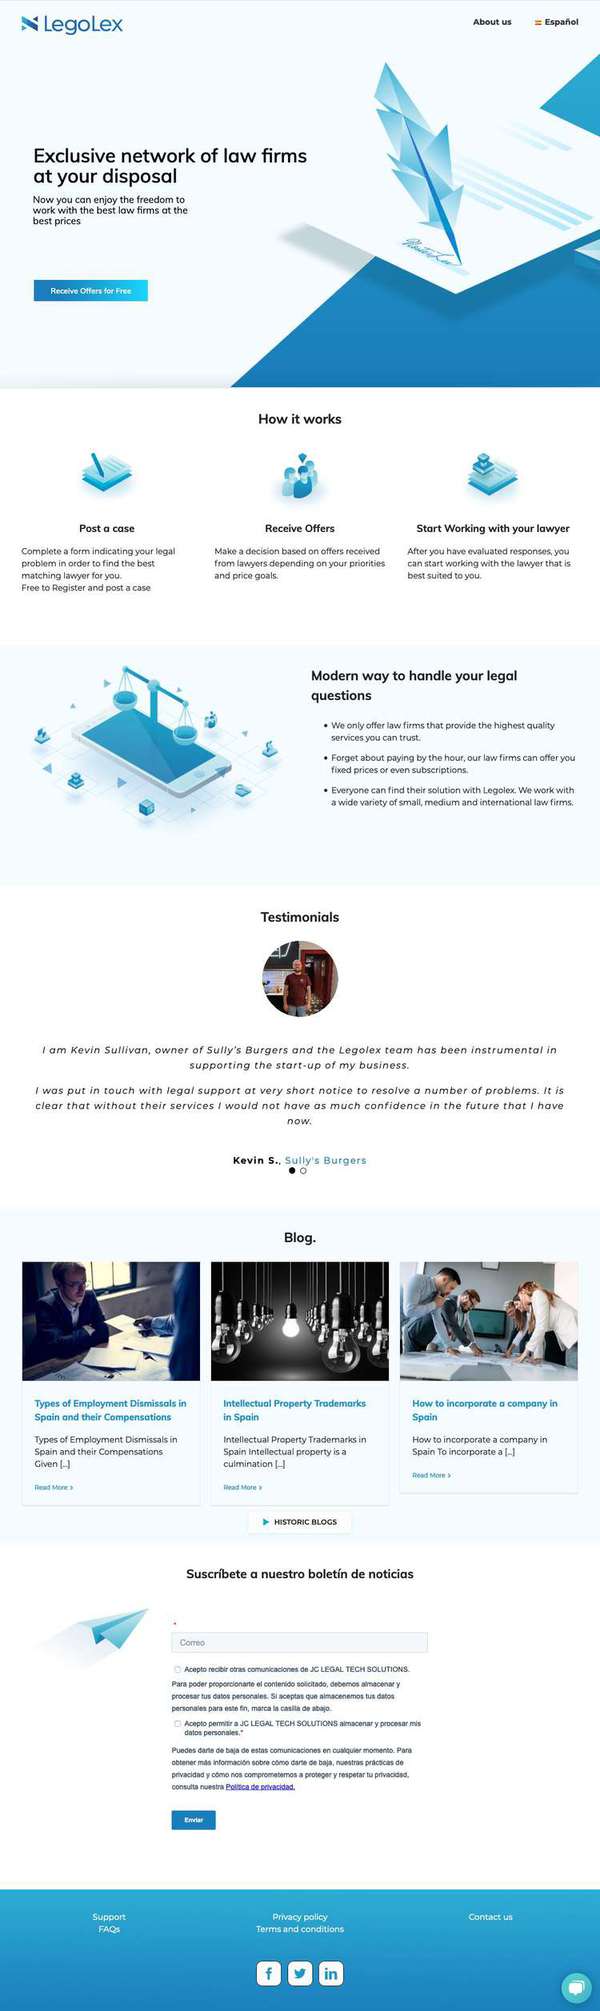 LegoLex
About us
Español
Exclusive network of law firms
at your disposal
Now you can enjoy the freedom to
work with the best law firms at the
best prices
Receive Offers for Free
How it works
Post a case
Complete a form indicating your legal
problem in order to find the best
matching lawyer for you.
Free to Register and post a case
Receive Offers
Make a decision based on offers received
from lawyers depending on your priorities
and price goals.
Start Working with your lawyer
After you have evaluated responses, you
can start working with the lawyer that is
best suited to you.
Modern way to handle your legal
questions
• We only offer law firms that provide the highest quality
services you can trust.
• Forget about paying by the hour, our law firms can offer you
fixed prices or even subscriptions.
• Everyone can find their solution with Legolex. We work with
a wide variety of small, medium and international law firms.
Testimonials
I am Kevin Sullivan, owner of Sully's Burgers and the Legolex team has been instrumental in
supporting the start-up of my business.
I was put in touch with legal support at very short notice to resolve a number of problems. It is
clear that without their services I would not have as much confidence in the future that I have
now.
Kevin S., Sully's Burgers
Blog.
Types of Employment Dismissals in
Spain and their Compensations
Types of Employment Dismissals in
Spain and their Compensations
Given [...]
Read More >
Intellectual Property Trademarks
in Spain
Intellectual Property Trademarks in
Spain Intellectual property is a
culmination [...]
Read More >
How to incorporate a company in
Spain
How to incorporate a company in
Spain To incorporate a [...]
Read More >
HISTORIC BLOGS
Suscríbete a nuestro boletín de noticias
*
Correo
Acepto recibir otras comunicaciones de JC LEGAL TECH SOLUTIONS.
Para poder proporcionarte el contenido solicitado, debemos almacenar y
procesar tus datos personales. Si aceptas que almacenemos tus datos
personales para este fin, marca la casilla de abajo.
Acepto permitir a JC LEGAL TECH SOLUTIONS almacenar y procesar mis
datos personales.*
Puedes darte de baja de estas comunicaciones en cualquier momento. Para
obtener más información sobre cómo darte de baja, nuestras prácticas de
privacidad y cómo nos comprometemos a proteger y respetar tu privacidad,
consulta nuestra Política de privacidad.
Enviar
Support
FAQs
Privacy policy
Terms and conditions
Contact us